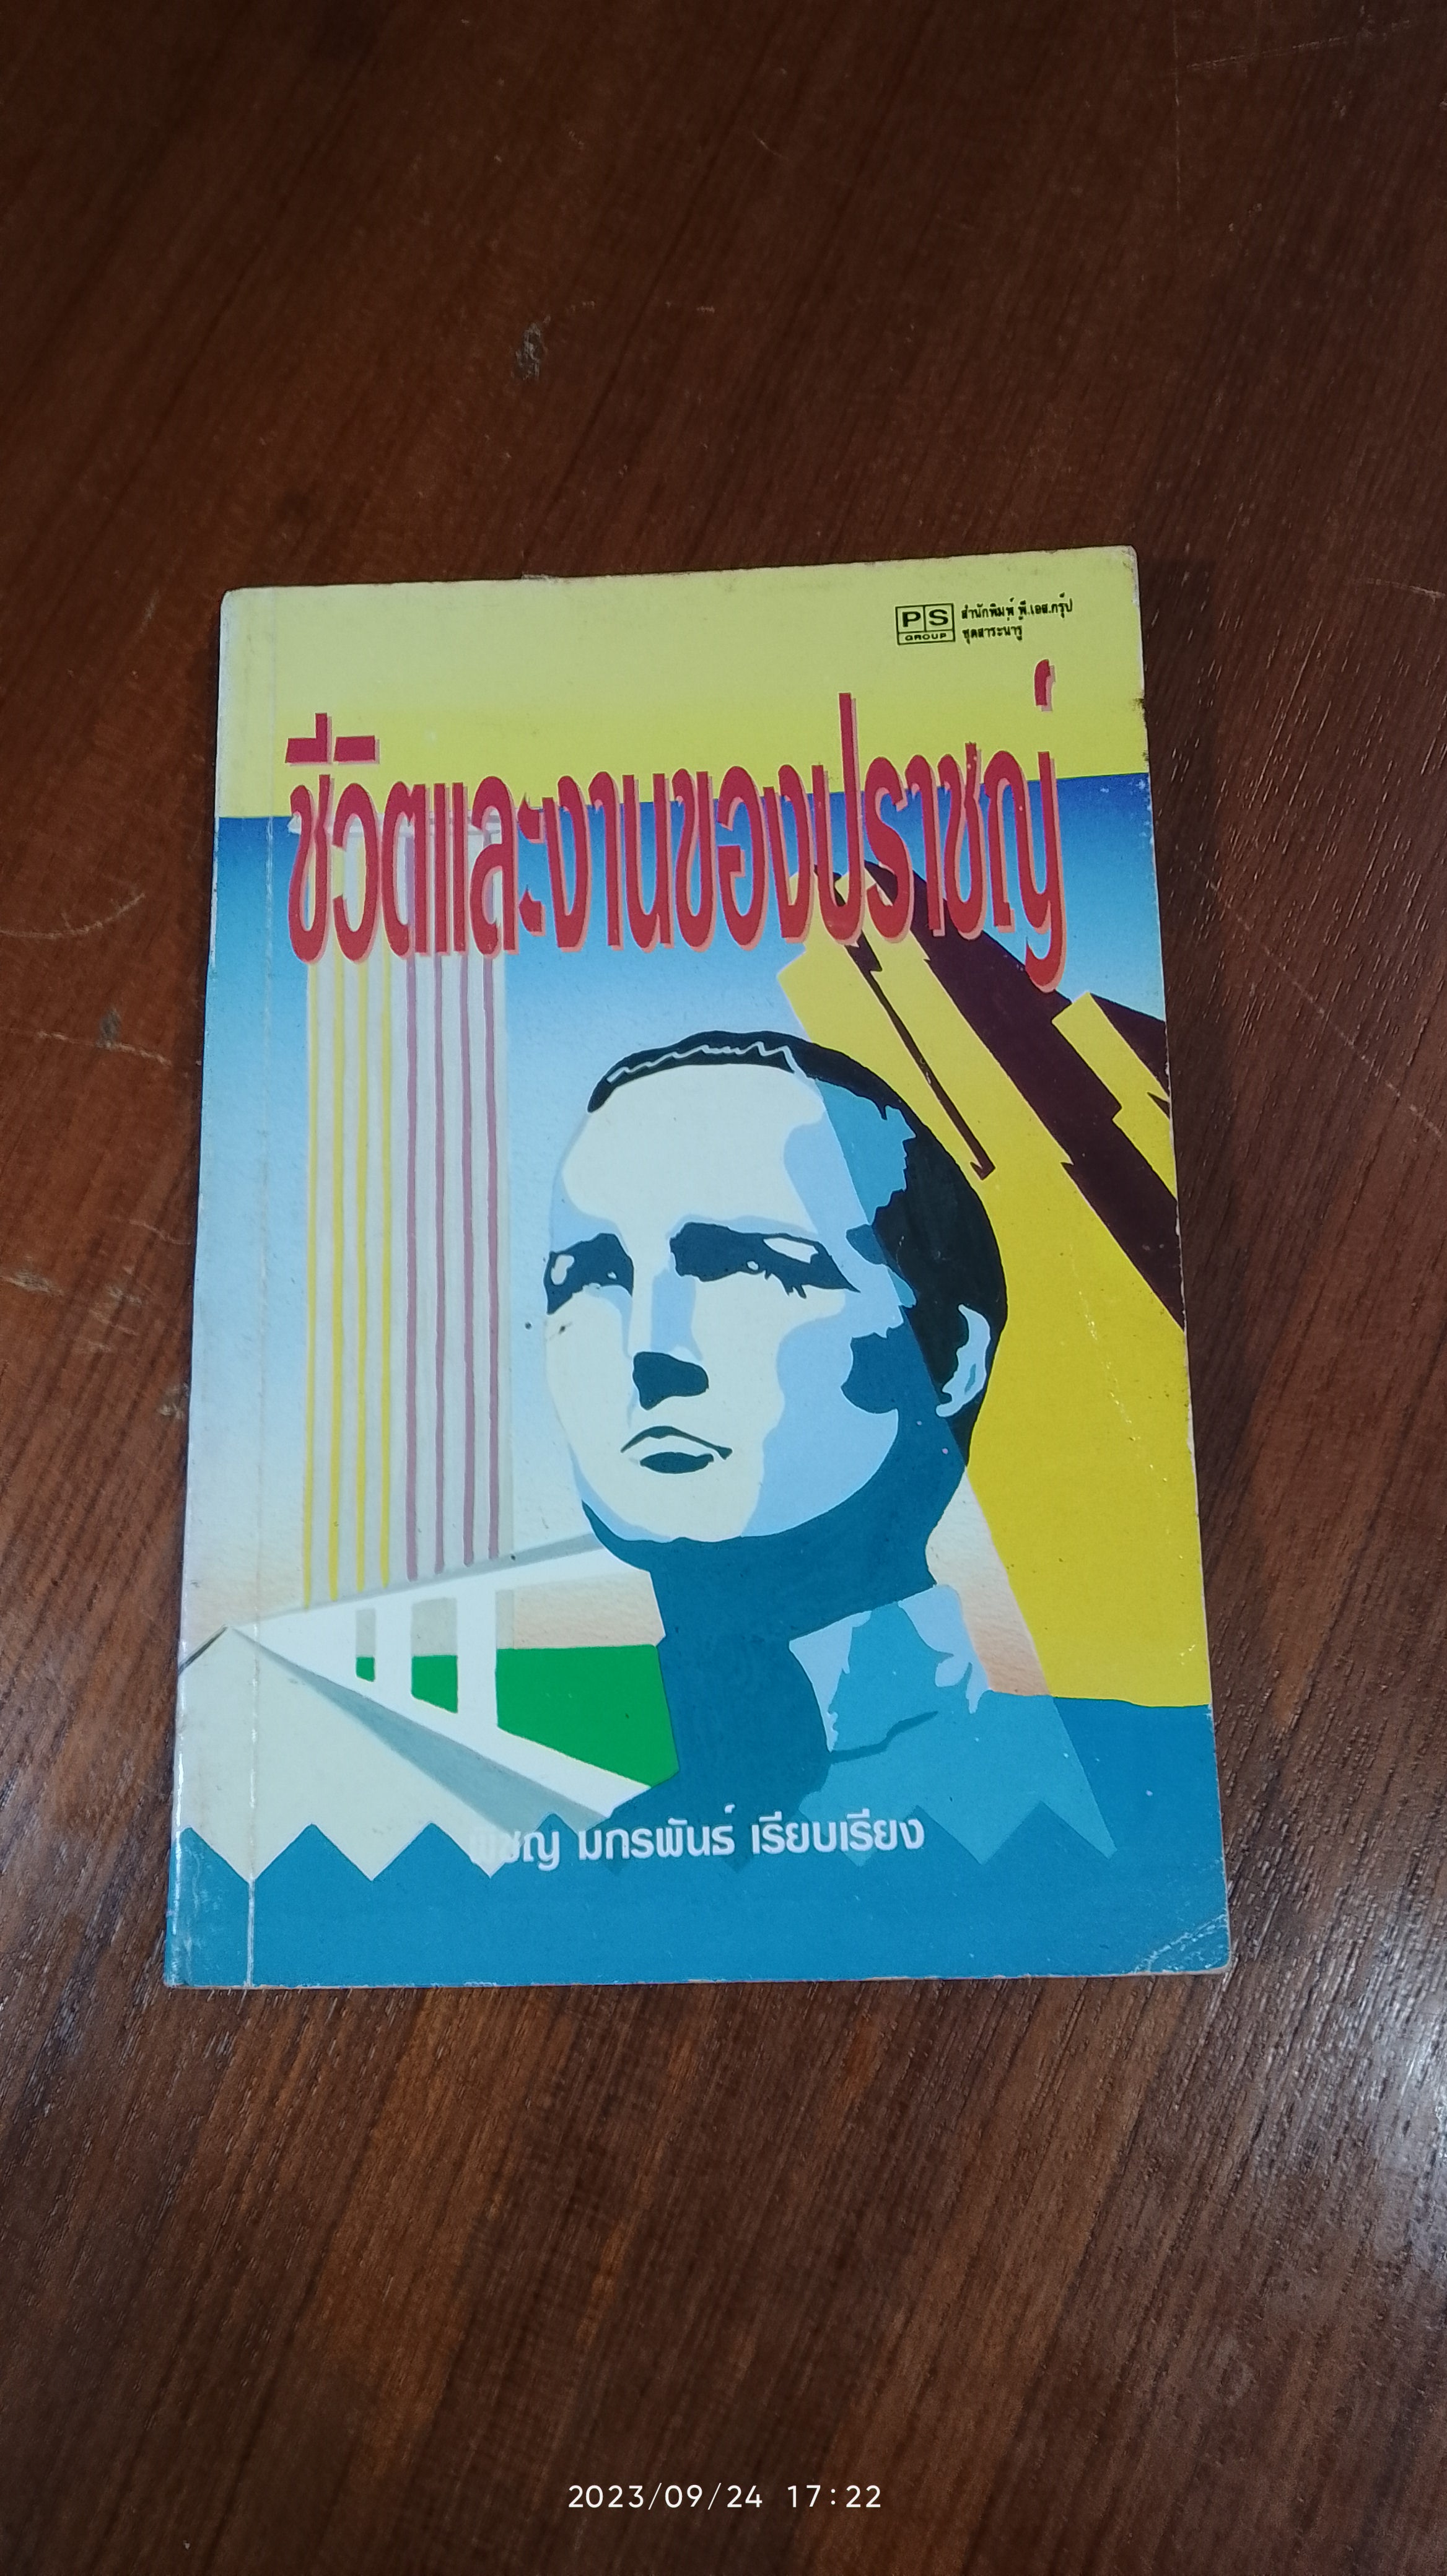 PS
GROUP
สำนักพิมพ์ พี.เอส.กรุ๊ป
ชุดสาระน่ารู้
ชีวิตและงานของปราชญ์
มกรพันธ์ เรียบเรียง
2023/09/24 17:22